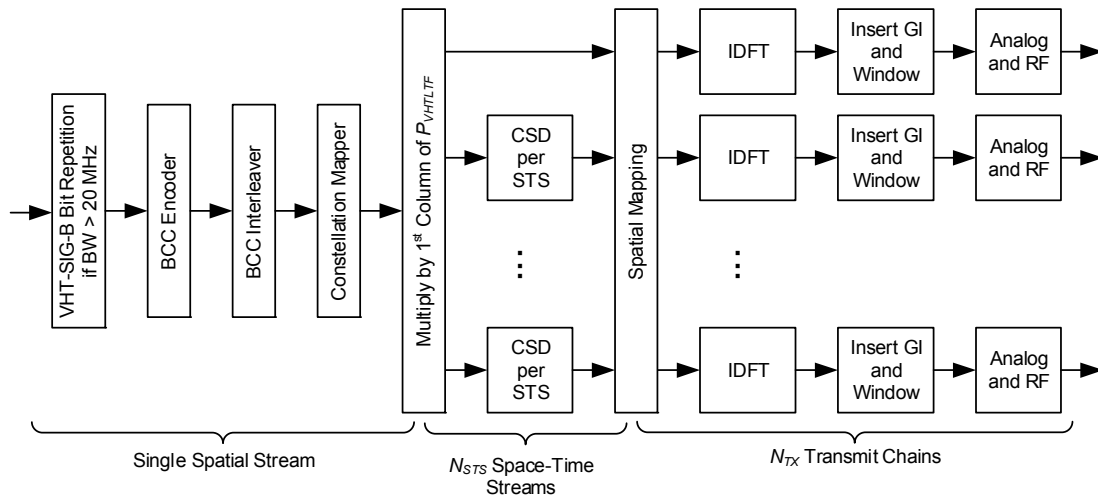 VHT-SIG-B Bit Repetition
if BW > 20 MHz
BCC Encoder
BCC Interleaver
Constellation Mapper
Multiply by 1st Column of PVHTLTF
CSD
per
STS
CSD
per
STS
Spatial Mapping
IDFT
Insert GI
and
Window
Analog
and RF
IDFT
Insert GI
and
Window
Analog
and RF
IDFT
Insert GI
and
Window
Analog
and RF
Single Spatial Stream
NSTS Space-Time
Streams
NTX Transmit Chains